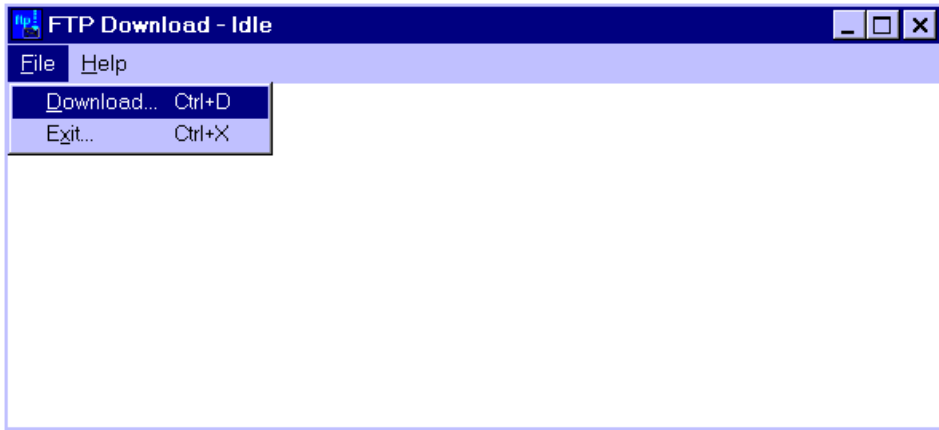 FTP Download - Idle
File Help
Download... Ctrl+D
Exit... Ctrl+X